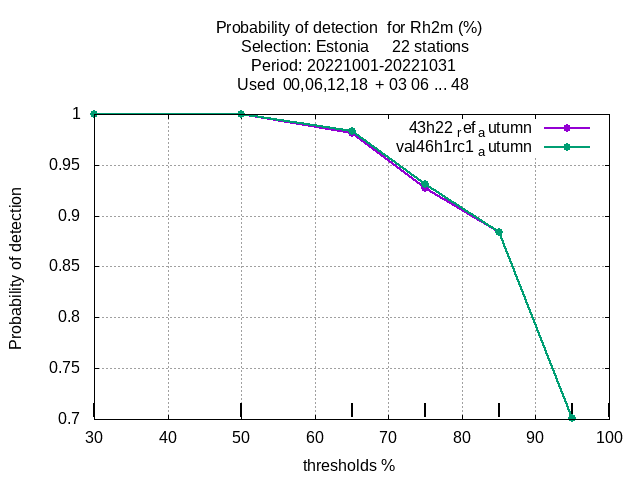 Probability of detection  for Rh2m (%)
Selection: Estonia     22 stations
Period: 20221001-20221031
Used  00,06,12,18  + 03 06 ... 48
43h22 refautumn
val46h1rc1 autumn
1
0.95
0.9
0.85
0.8
0.75
0.7
Probability of detection
30 40 50 60 70 80 90 100
thresholds %